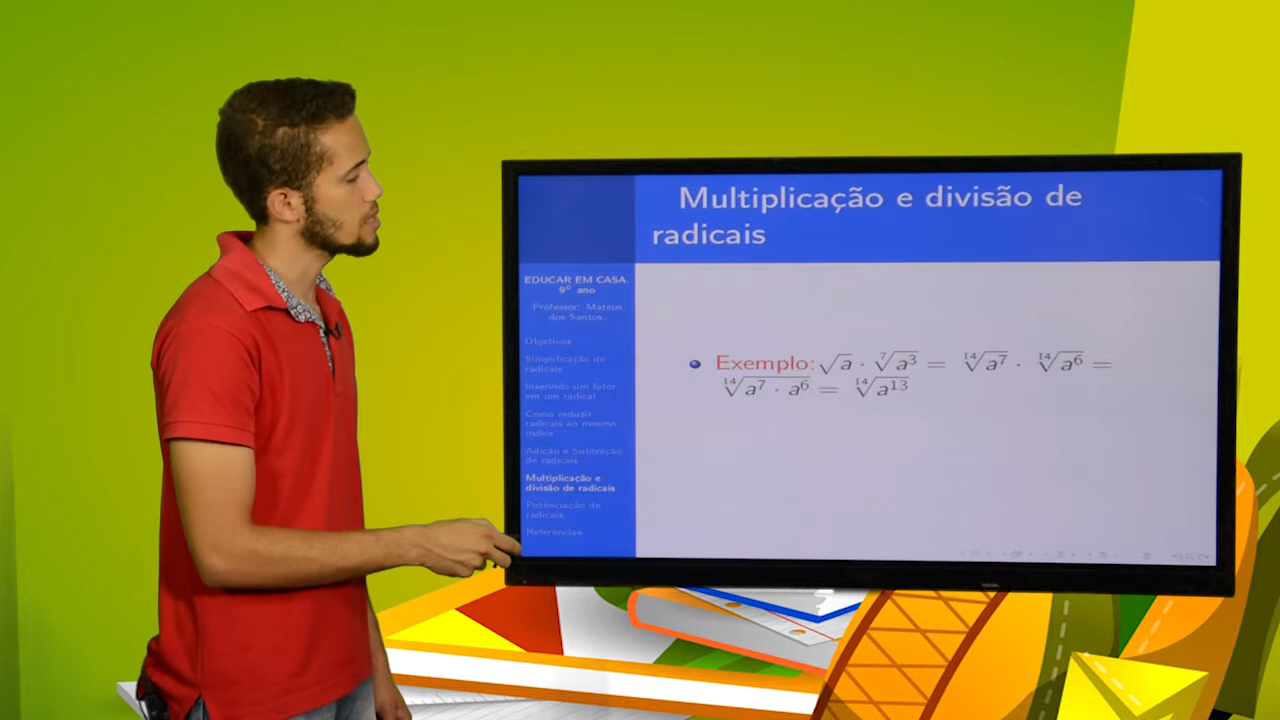 Multiplicação e divisão de
radicais
EDUCAR EM CASA
9º ano
Professor: Mateus
dos Santos
Objetivos
Simplificação de
radicais
Inserindo um fator
em um radical
Como reduzir
radicais ao mesmo
índice
Adição e Subtração
de radicais
Multiplicação e
divisão de radicais
Potênciação de
radicais
Referências
Exemplo: √a · ⁷√a³ = ¹⁴√a⁷ · ¹⁴√a⁶ =
¹⁴√a⁷ · a⁶ = ¹⁴√a¹³